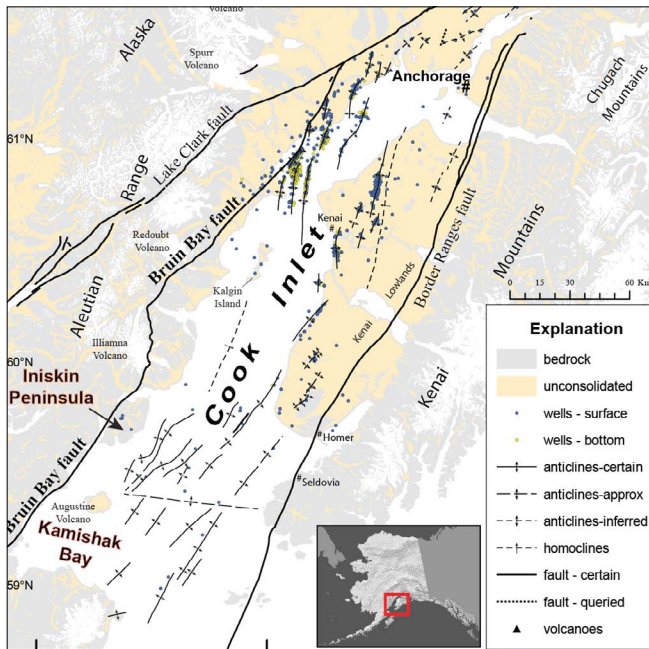 Volcano
Alaska
Spurr
Volcano
Anchorage
#
Chugach
Mountains
61°N
Range
Lake Clark fault
Redoubt
Volcano
Bruin Bay fault
Kenai
#
Border Ranges fault
Mountains
Lowlands
Kalgin
Island
Cook Inlet
Aleutian
Illiamna
Volcano
Kenai
60°N
Iniskin
Peninsula
Kenai
#Homer
#Seldovia
Bruin Bay fault
Augustine
Volcano
Kamishak
Bay
59°N
0 15 30 60 Km
Explanation
bedrock
unconsolidated
wells - surface
wells - bottom
anticlines-certain
anticlines-approx
anticlines-inferred
homoclines
fault - certain
fault - queried
volcanoes